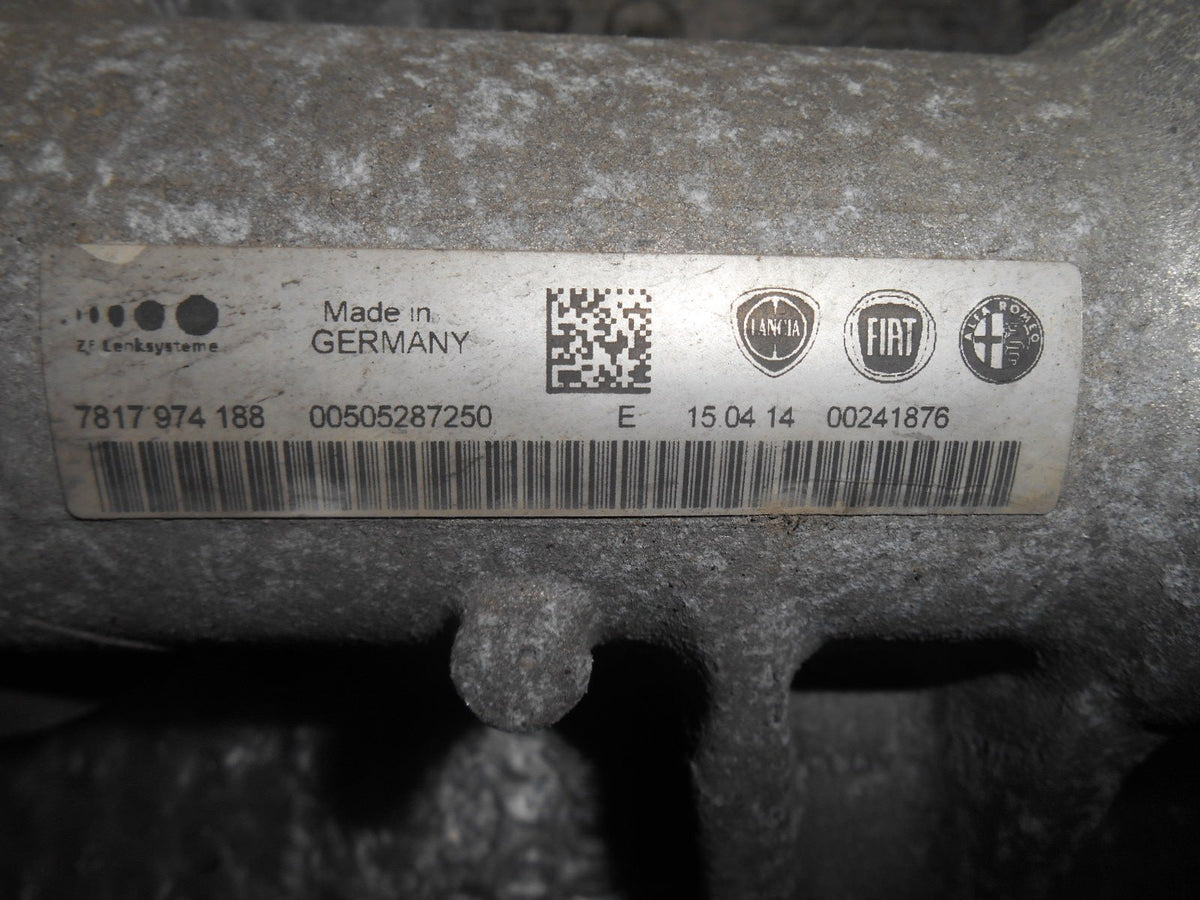 ZF Lenksysteme
Made in
GERMANY
LANCIA
FIAT
ALFA ROMEO
7817 974 188 00505287250 E 15 04 14 00241876